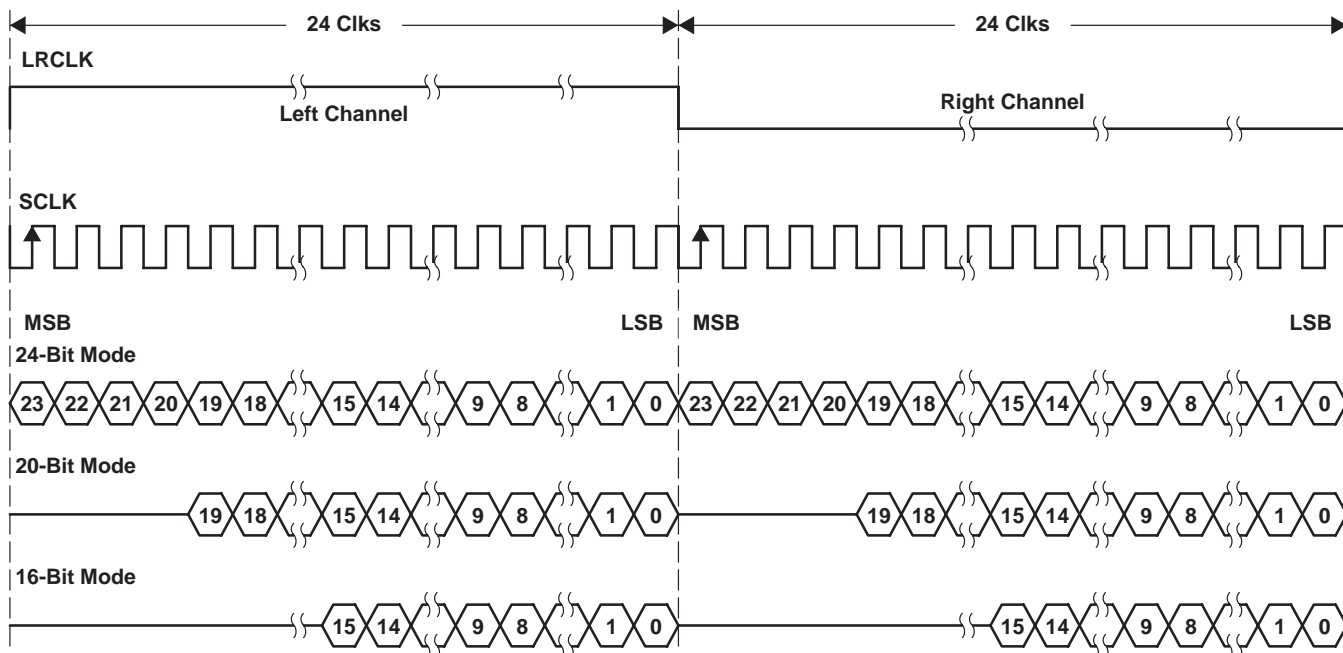 24 Clks 24 Clks
LRCLK
Left Channel Right Channel
SCLK
MSB LSB MSB LSB
24-Bit Mode
23 22 21 20 19 18 15 14 9 8 1 0 23 22 21 20 19 18 15 14 9 8 1 0
20-Bit Mode
19 18 15 14 9 8 1 0 19 18 15 14 9 8 1 0
16-Bit Mode
15 14 9 8 1 0 15 14 9 8 1 0